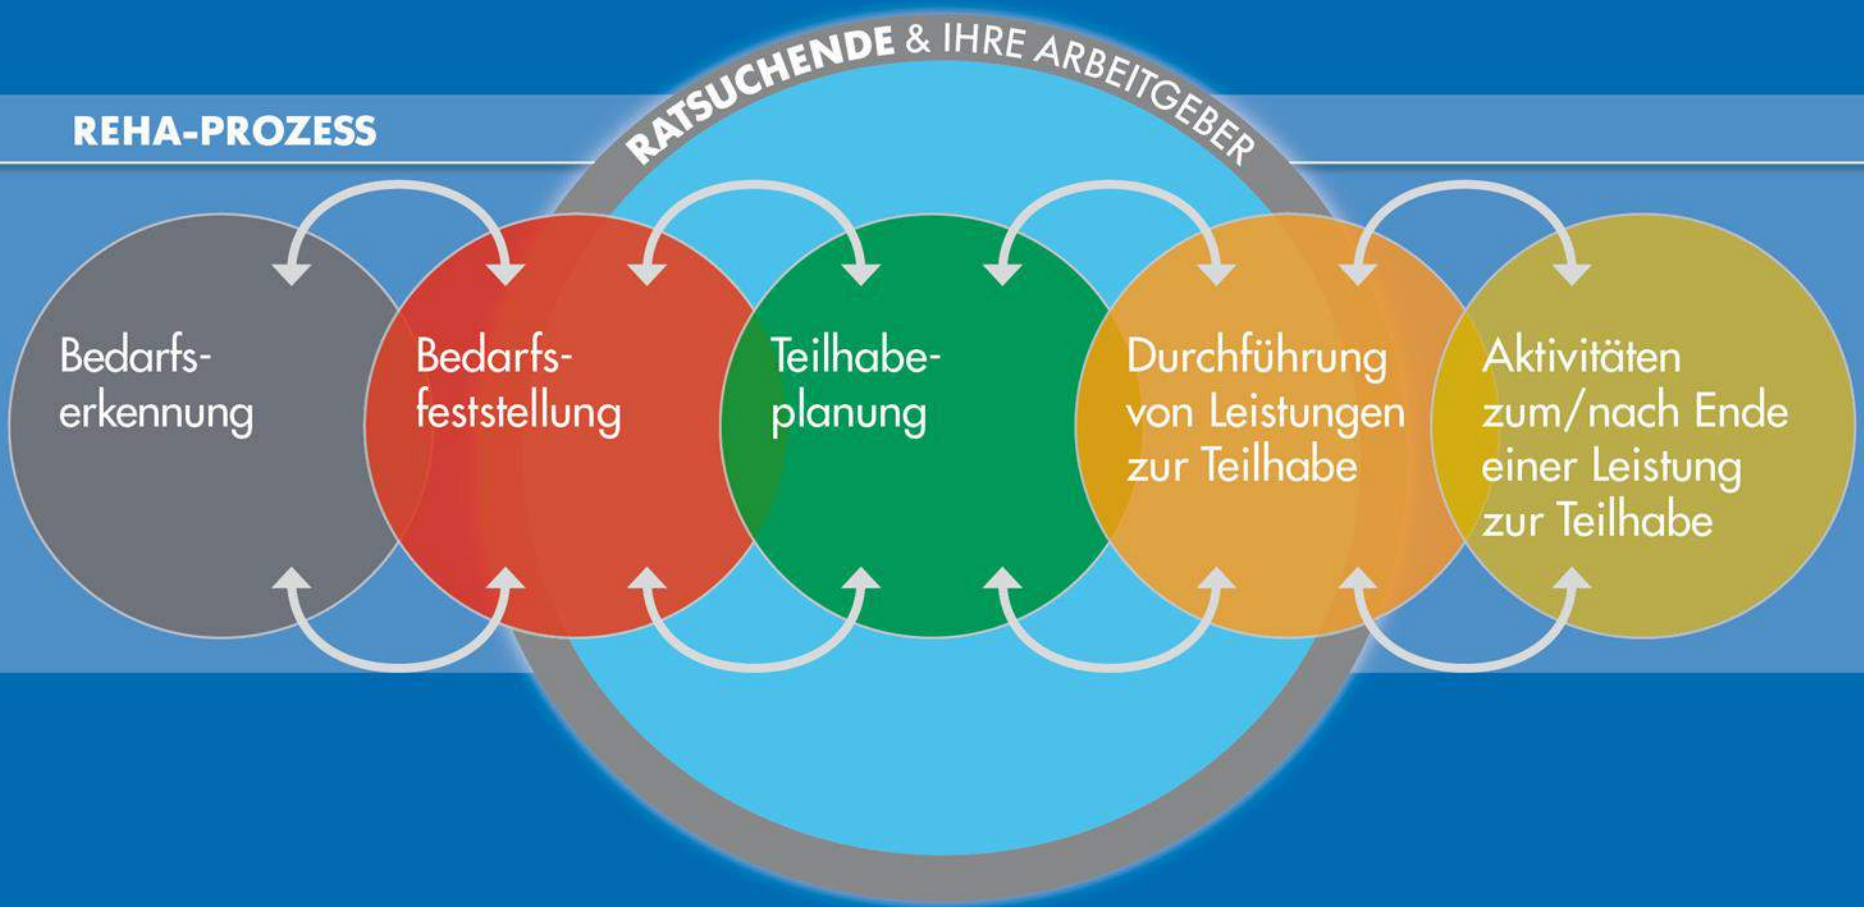 RATSUCHENDE & IHRE ARBEITGEBER
REHA-PROZESS
Bedarfs-
erkennung
Bedarfs-
feststellung
Teilhabe-
planung
Durchführung
von Leistungen
zur Teilhabe
Aktivitäten
zum/nach Ende
einer Leistung
zur Teilhabe